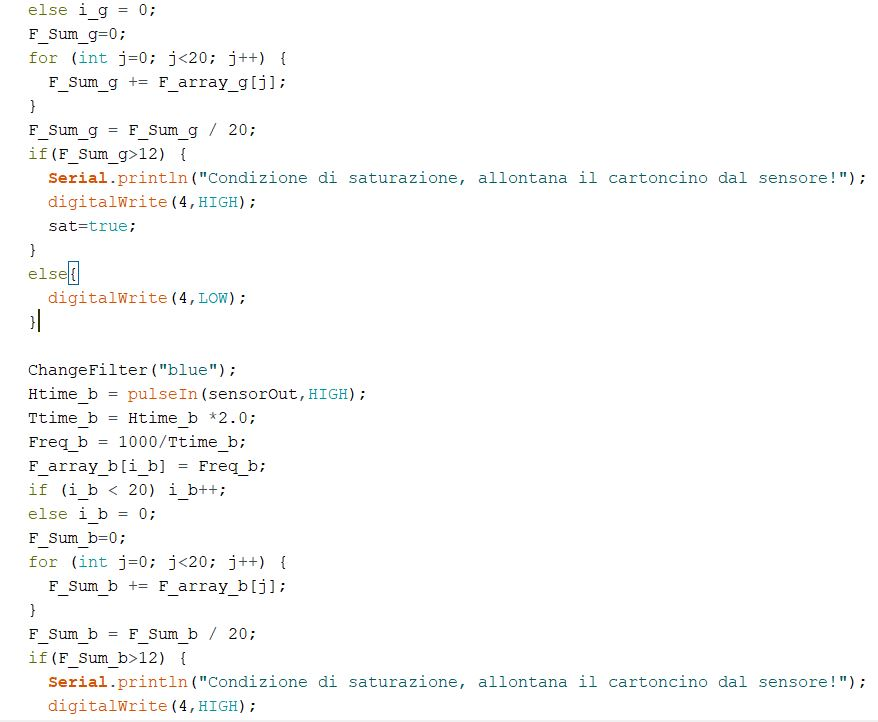 else i_g = 0;
F_Sum_g=0;
for (int j=0; j<20; j++) {
F_Sum_g += F_array_g[j];
}
F_Sum_g = F_Sum_g / 20;
if(F_Sum_g>12) {
Serial.println("Condizione di saturazione, allontana il cartoncino dal sensore!");
digitalWrite(4,HIGH);
sat=true;
}
else{
digitalWrite(4,LOW);
}
ChangeFilter("blue");
Htime_b = pulseIn(sensorOut,HIGH);
Ttime_b = Htime_b *2.0;
Freq_b = 1000/Ttime_b;
F_array_b[i_b] = Freq_b;
if (i_b < 20) i_b++;
else i_b = 0;
F_Sum_b=0;
for (int j=0; j<20; j++) {
F_Sum_b += F_array_b[j];
}
F_Sum_b = F_Sum_b / 20;
if(F_Sum_b>12) {
Serial.println("Condizione di saturazione, allontana il cartoncino dal sensore!");
digitalWrite(4,HIGH);